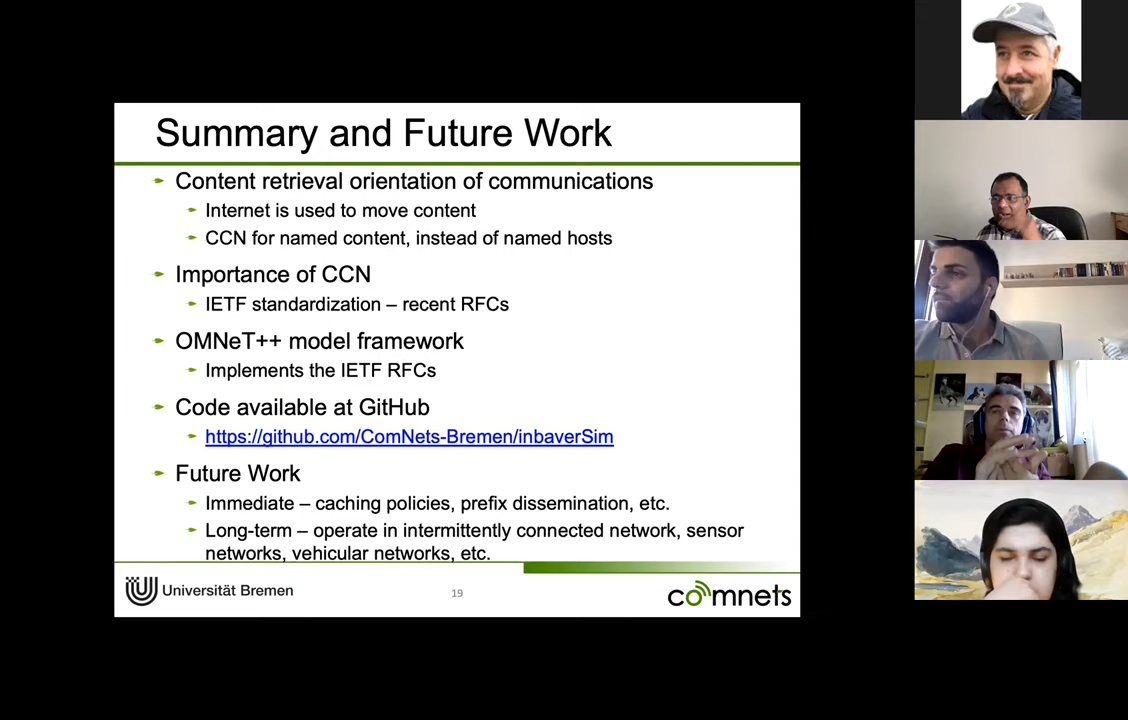 Summary and Future Work
Content retrieval orientation of communications
Internet is used to move content
CCN for named content, instead of named hosts
Importance of CCN
IETF standardization – recent RFCs
OMNeT++ model framework
Implements the IETF RFCs
Code available at GitHub
https://github.com/ComNets-Bremen/inbaverSim
Future Work
Immediate – caching policies, prefix dissemination, etc.
Long-term – operate in intermittently connected network, sensor
networks, vehicular networks, etc.
Universität Bremen
19
comnets